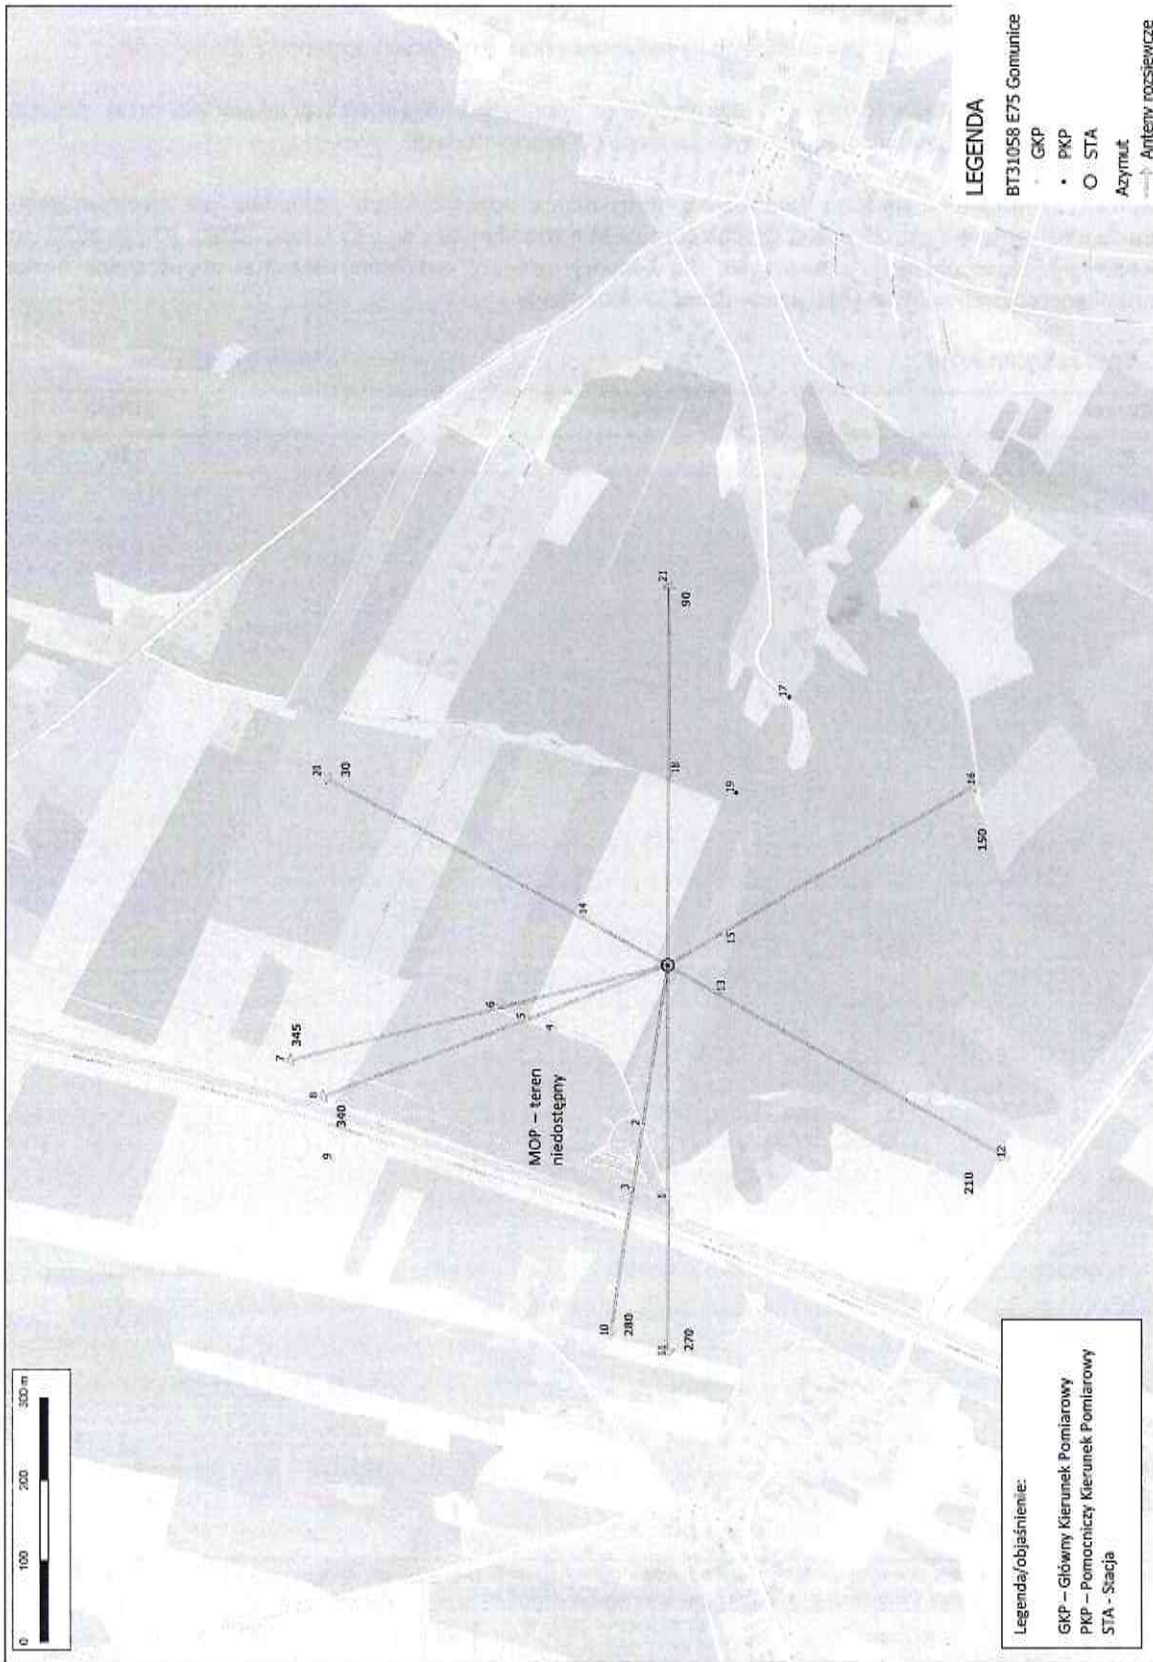 LEGENDA
BT31058 E75 Gomunice
GKP
PKP
STA
Azymut
Anteny rozsiewcze
21
30
7
345
8
340
9
6
5
4
14
MOP – teren
niedostępny
2
3
1
10
280
11
270
13
15
18
19
17
21
90
16
150
12
210
0
100
200
300 m
Legenda/objaśnienie:
GKP – Główny Kierunek Pomiarowy
PKP – Pomocniczy Kierunek Pomiarowy
STA - Stacja